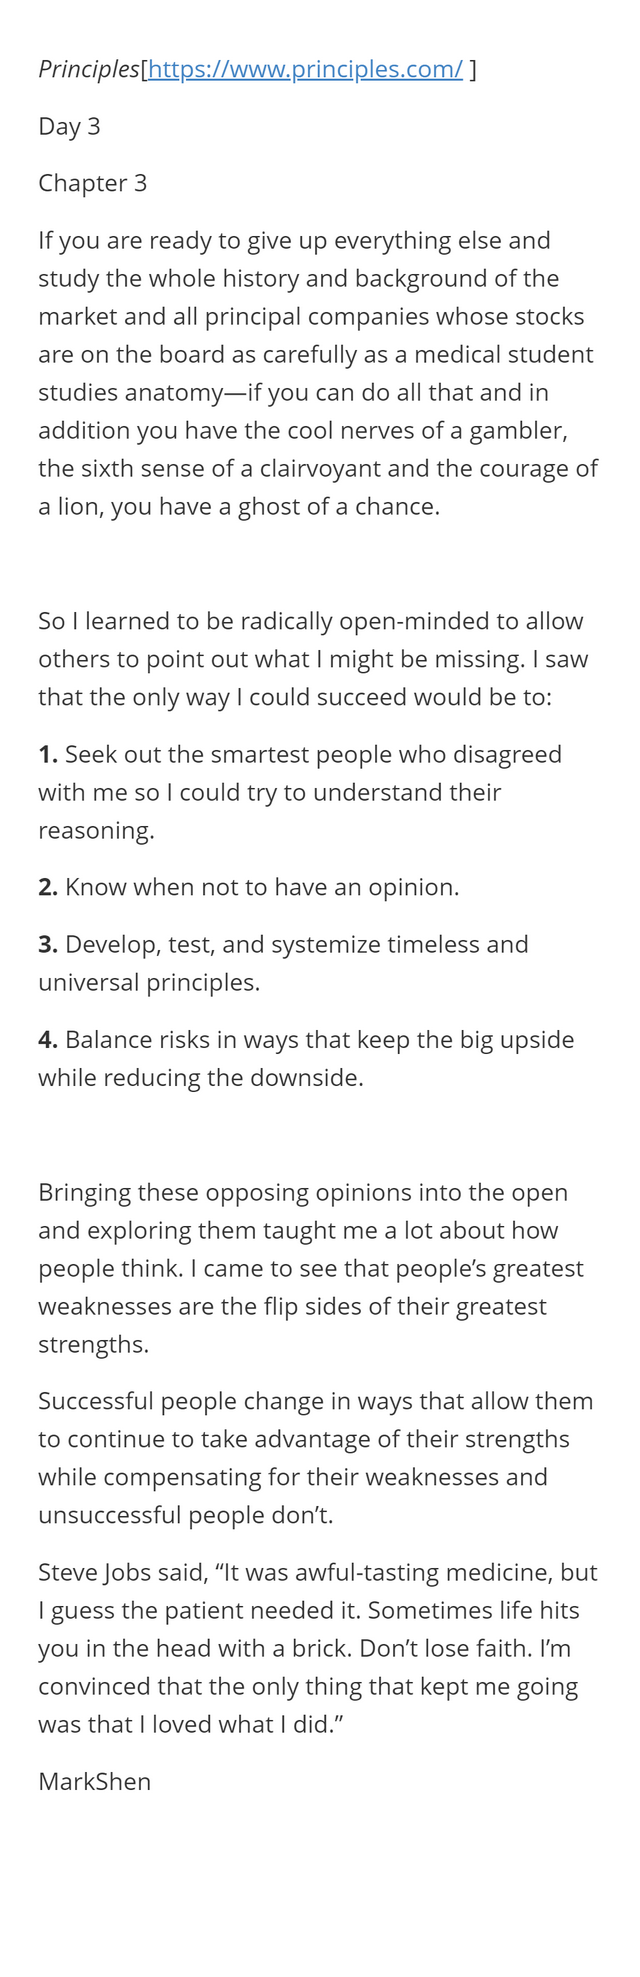 Principles[https://www.principles.com/ ]
Day 3
Chapter 3
If you are ready to give up everything else and
study the whole history and background of the
market and all principal companies whose stocks
are on the board as carefully as a medical student
studies anatomy—if you can do all that and in
addition you have the cool nerves of a gambler,
the sixth sense of a clairvoyant and the courage of
a lion, you have a ghost of a chance.
So I learned to be radically open-minded to allow
others to point out what I might be missing. I saw
that the only way I could succeed would be to:
1. Seek out the smartest people who disagreed
with me so I could try to understand their
reasoning.
2. Know when not to have an opinion.
3. Develop, test, and systemize timeless and
universal principles.
4. Balance risks in ways that keep the big upside
while reducing the downside.
Bringing these opposing opinions into the open
and exploring them taught me a lot about how
people think. I came to see that people’s greatest
weaknesses are the flip sides of their greatest
strengths.
Successful people change in ways that allow them
to continue to take advantage of their strengths
while compensating for their weaknesses and
unsuccessful people don’t.
Steve Jobs said, “It was awful-tasting medicine, but
I guess the patient needed it. Sometimes life hits
you in the head with a brick. Don’t lose faith. I’m
convinced that the only thing that kept me going
was that I loved what I did.”
MarkShen